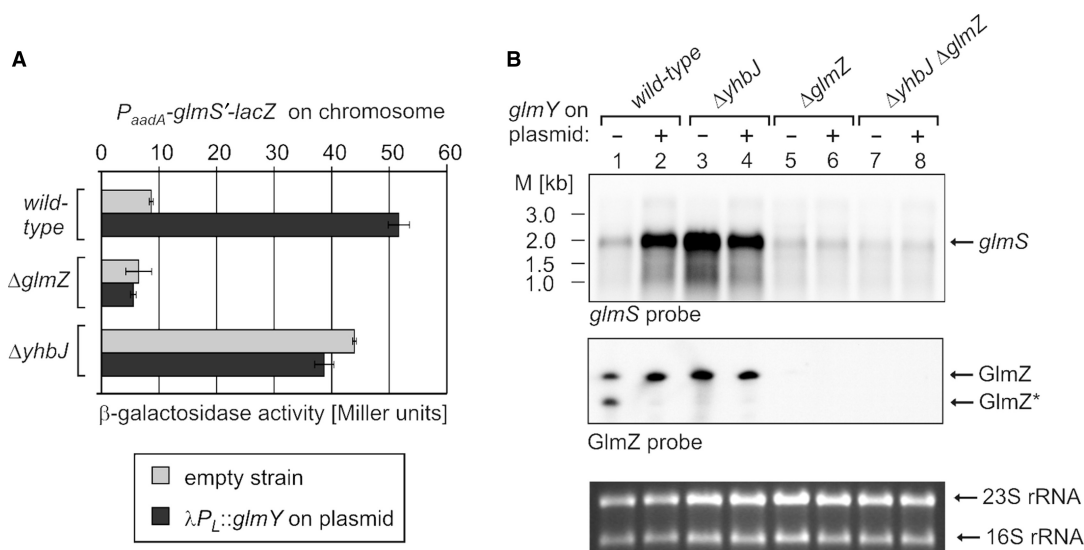 A
P_aadA-glmS′-lacZ on chromosome
0 10 20 30 40 50 60
wild-
type
ΔglmZ
ΔyhbJ
β-galactosidase activity [Miller units]
empty strain
λP_L::glmY on plasmid
B
wild-type ΔyhbJ ΔglmZ ΔyhbJ ΔglmZ
glmY on
plasmid: – + – + – + – +
1 2 3 4 5 6 7 8
M [kb]
3.0
2.0
1.5
1.0
glmS
glmS probe
GlmZ
GlmZ*
GlmZ probe
23S rRNA
16S rRNA